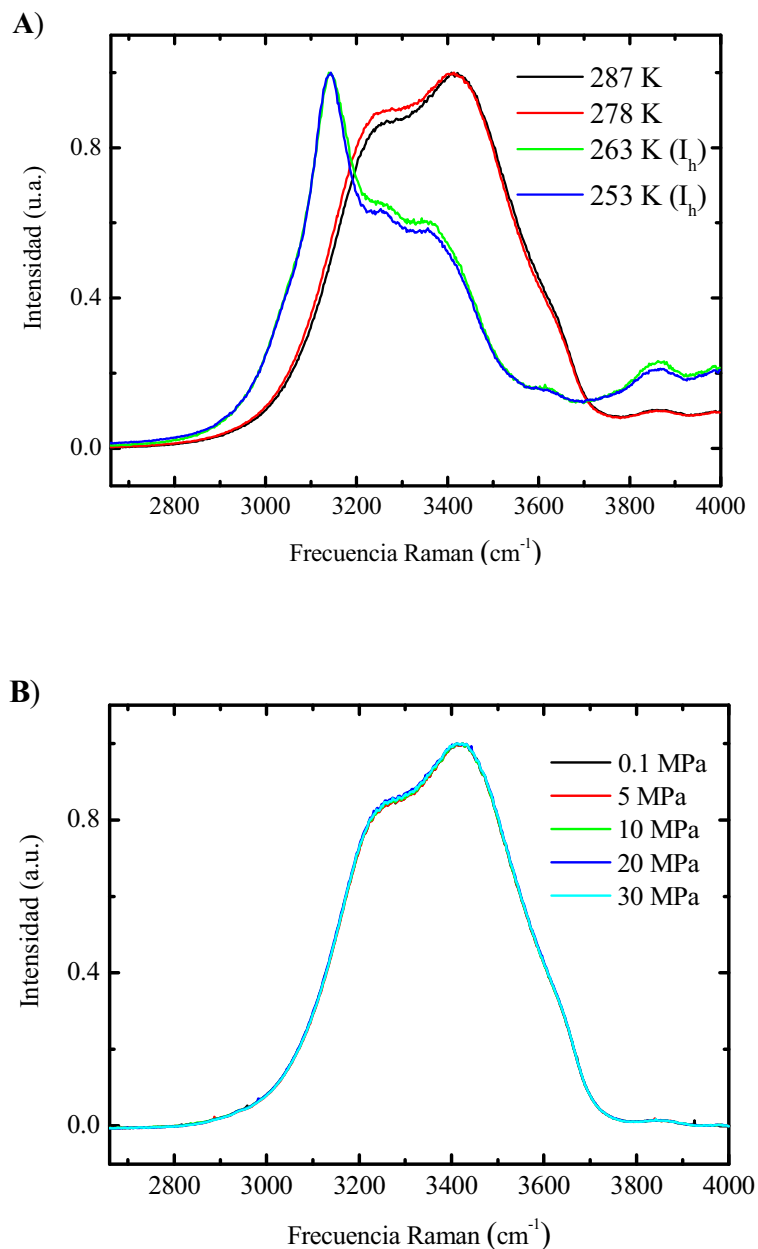 A)
287 K
278 K
263 K (Ih)
253 K (Ih)
Intensidad (u.a.)
0.8
0.4
0.0
2800 3000 3200 3400 3600 3800 4000
Frecuencia Raman (cm-1)
B)
0.1 MPa
5 MPa
10 MPa
20 MPa
30 MPa
Intensidad (a.u.)
0.8
0.4
0.0
2800 3000 3200 3400 3600 3800 4000
Frecuencia Raman (cm-1)